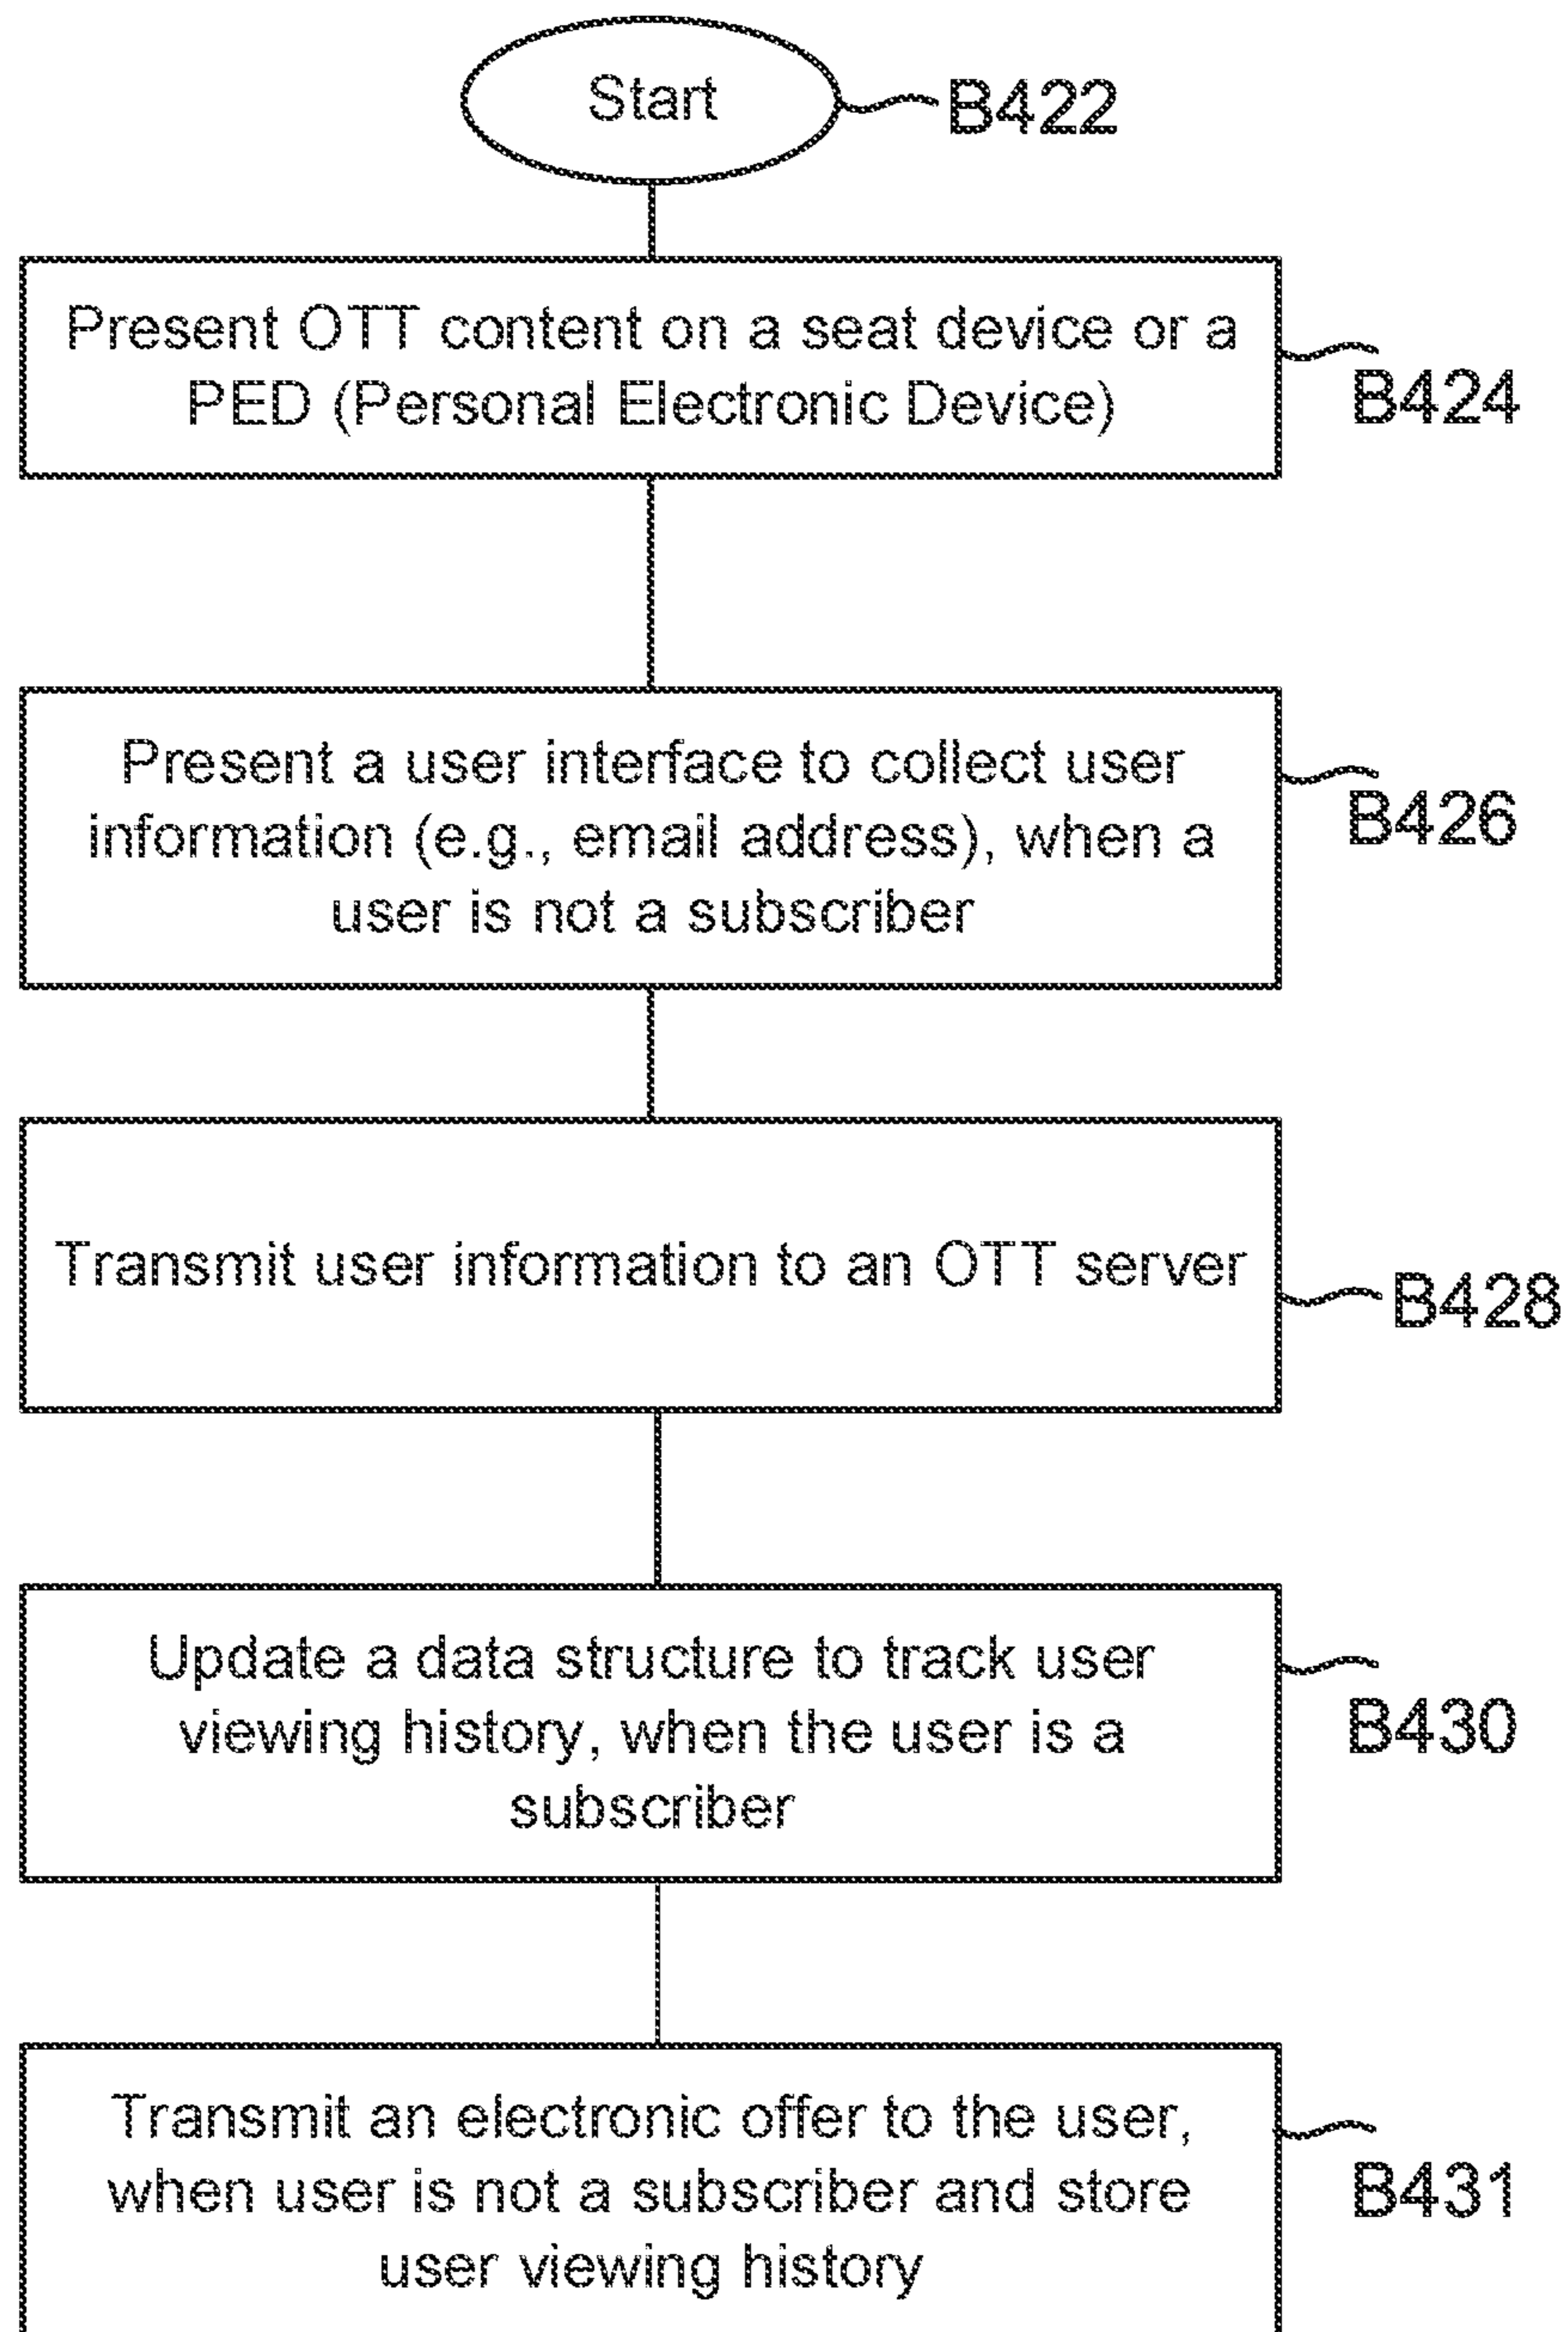 Start
B422
Present OTT content on a seat device or a
PED (Personal Electronic Device)
B424
Present a user interface to collect user
information (e.g., email address), when a
user is not a subscriber
B426
Transmit user information to an OTT server
B428
Update a data structure to track user
viewing history, when the user is a
subscriber
B430
Transmit an electronic offer to the user,
when user is not a subscriber and store
user viewing history
B431